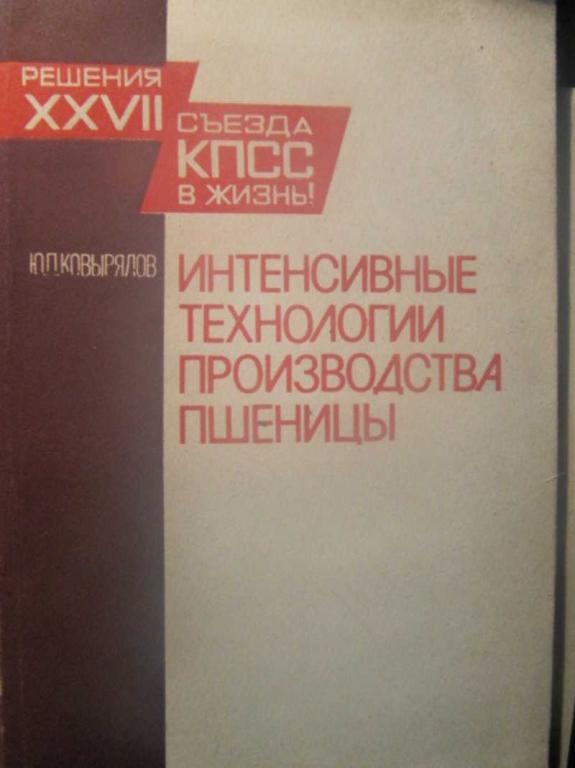 РЕШЕНИЯ
XXVII
СЪЕЗДА
КПСС
В ЖИЗНЬ!
Ю.П.КОВЫРЯЛОВ
ИНТЕНСИВНЫЕ
ТЕХНОЛОГИИ
ПРОИЗВОДСТВА
ПШЕНИЦЫ